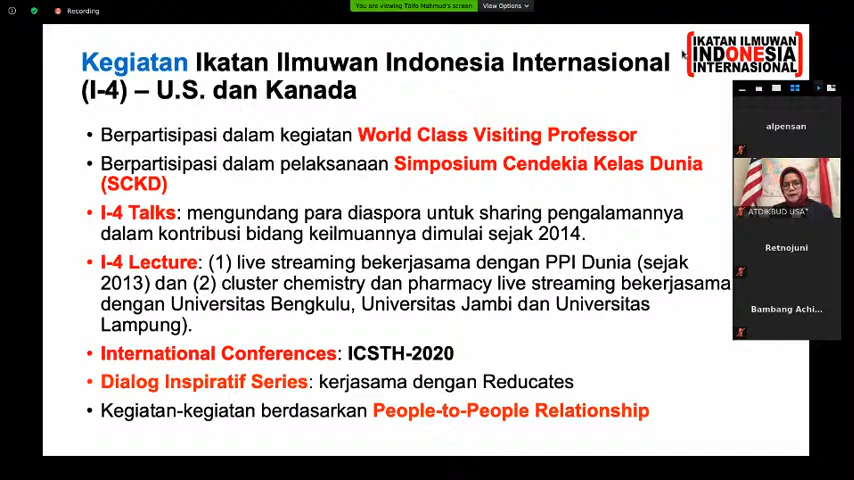 Recording
You are viewing Taifo Mahmud's screen
View Options
Kegiatan Ikatan Ilmuwan Indonesia Internasional
(I-4) – U.S. dan Kanada
IKATAN ILMUWAN
INDONESIA
INTERNASIONAL
• Berpartisipasi dalam kegiatan World Class Visiting Professor
• Berpartisipasi dalam pelaksanaan Simposium Cendekia Kelas Dunia
(SCKD)
• I-4 Talks: mengundang para diaspora untuk sharing pengalamannya
dalam kontribusi bidang keilmuannya dimulai sejak 2014.
• I-4 Lecture: (1) live streaming bekerjasama dengan PPI Dunia (sejak
2013) dan (2) cluster chemistry dan pharmacy live streaming bekerjasama
dengan Universitas Bengkulu, Universitas Jambi dan Universitas
Lampung).
• International Conferences: ICSTH-2020
• Dialog Inspiratif Series: kerjasama dengan Reducates
• Kegiatan-kegiatan berdasarkan People-to-People Relationship
alpensan
ATDIKBUD USA
Retnojuni
Bambang Achi...